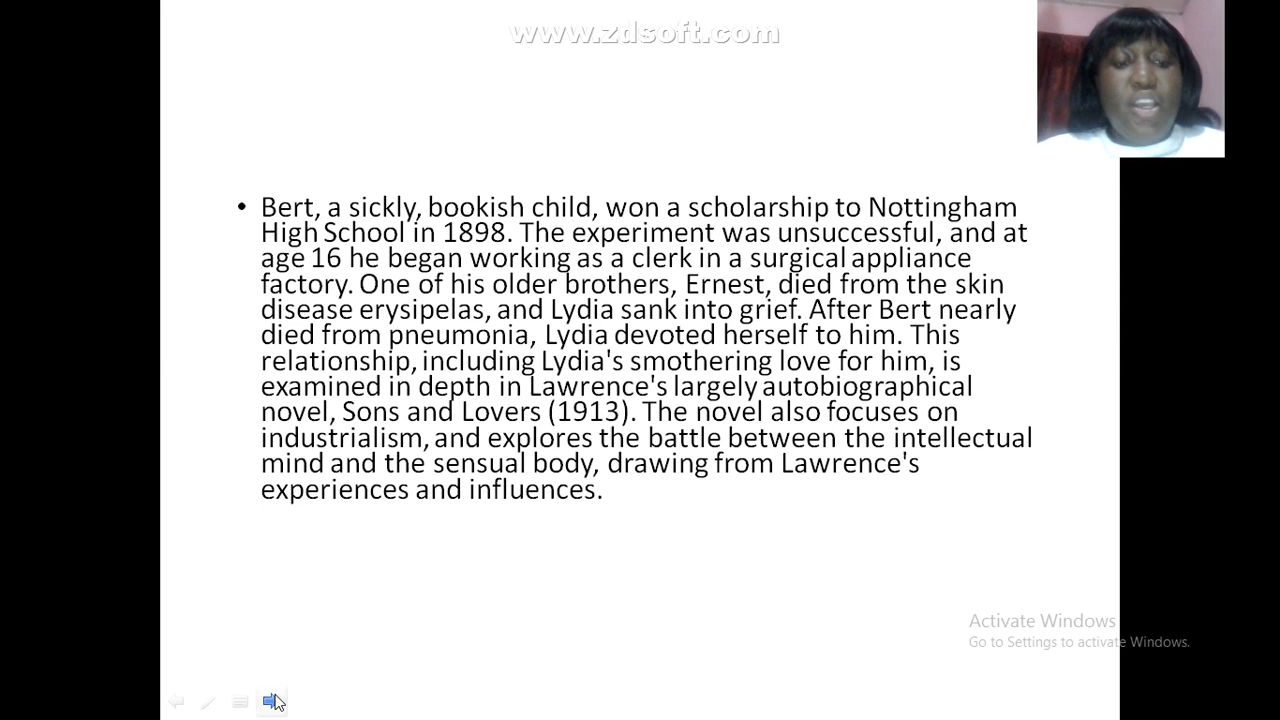 www.zdsoft.com
• Bert, a sickly, bookish child, won a scholarship to Nottingham
High School in 1898. The experiment was unsuccessful, and at
age 16 he began working as a clerk in a surgical appliance
factory. One of his older brothers, Ernest, died from the skin
disease erysipelas, and Lydia sank into grief. After Bert nearly
died from pneumonia, Lydia devoted herself to him. This
relationship, including Lydia's smothering love for him, is
examined in depth in Lawrence's largely autobiographical
novel, Sons and Lovers (1913). The novel also focuses on
industrialism, and explores the battle between the intellectual
mind and the sensual body, drawing from Lawrence's
experiences and influences.
Activate Windows
Go to Settings to activate Windows.